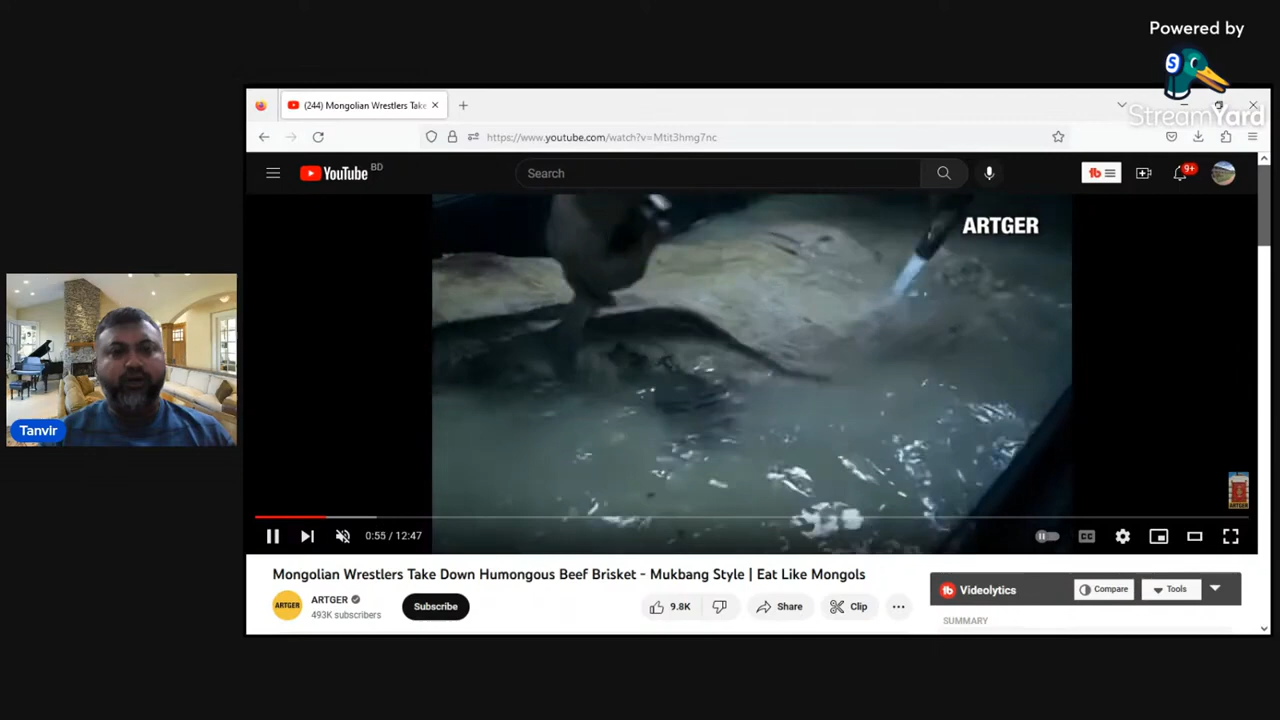 Powered by
StreamYard
(244) Mongolian Wrestlers Take
https://www.youtube.com/watch?v=Mtit3hmg7nc
YouTube BD
Search
9+
ARTGER
Tanvir
0:55 / 12:47
CC
Mongolian Wrestlers Take Down Humongous Beef Brisket - Mukbang Style | Eat Like Mongols
ARTGER
ARTGER
493K subscribers
Subscribe
9.8K
Share
Clip
Videolytics
Compare
Tools
SUMMARY